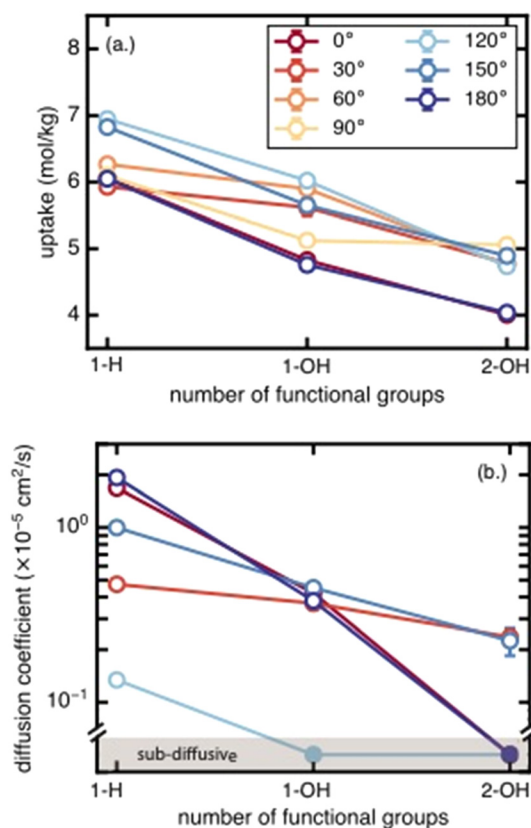 (a.)
0° 120°
30° 150°
60° 180°
90°
8
7
6
5
4
uptake (mol/kg)
1-H 1-OH 2-OH
number of functional groups
(b.)
10⁰
10⁻¹
diffusion coefficient (×10⁻⁵ cm²/s)
sub-diffusive
1-H 1-OH 2-OH
number of functional groups